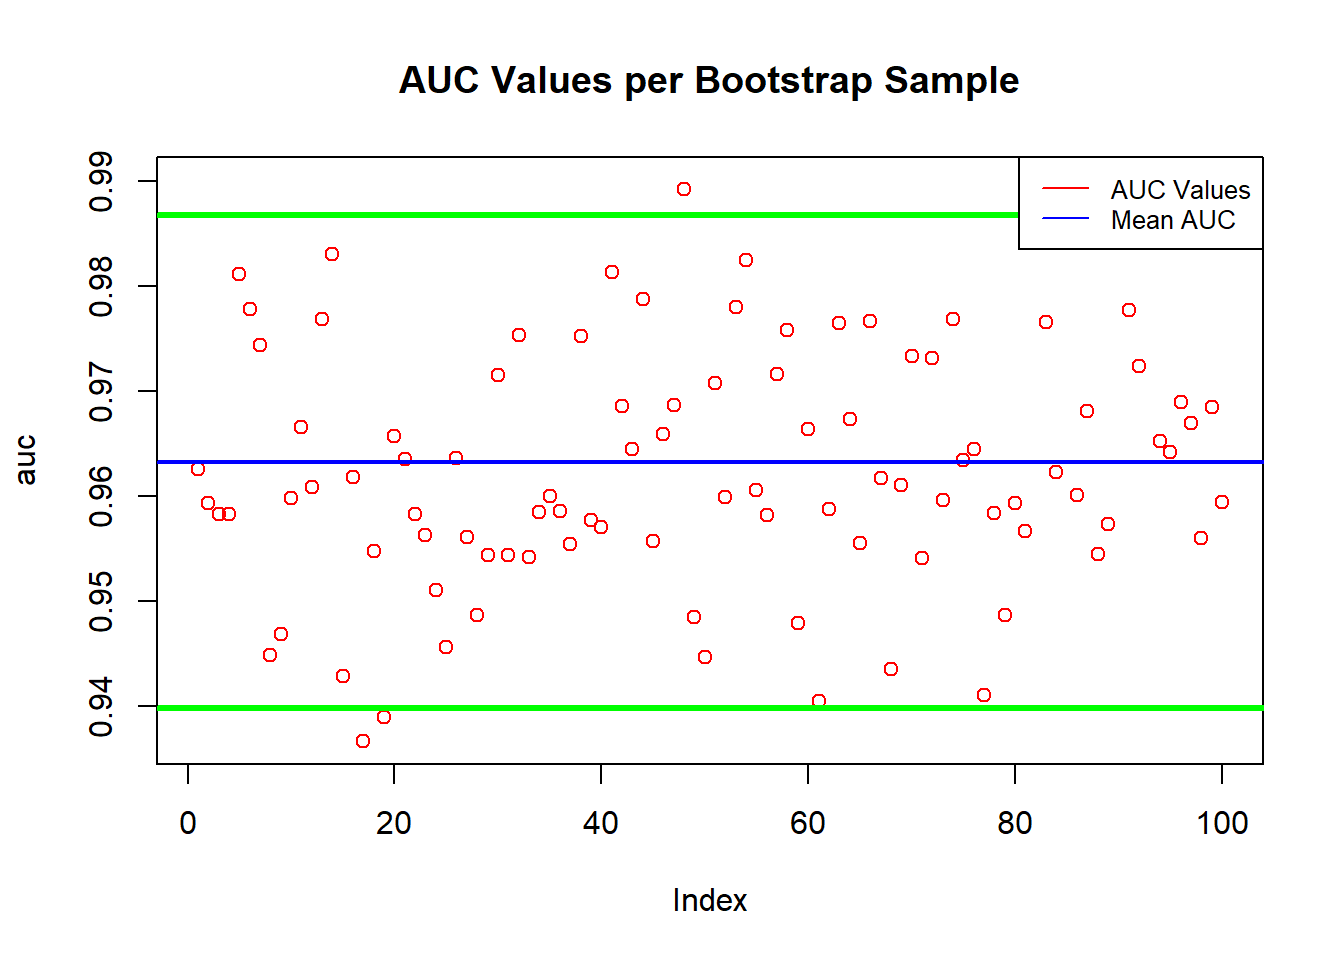 AUC Values per Bootstrap Sample
AUC Values
Mean AUC
auc
0.99
0.98
0.97
0.96
0.95
0.94
0 20 40 60 80 100
Index